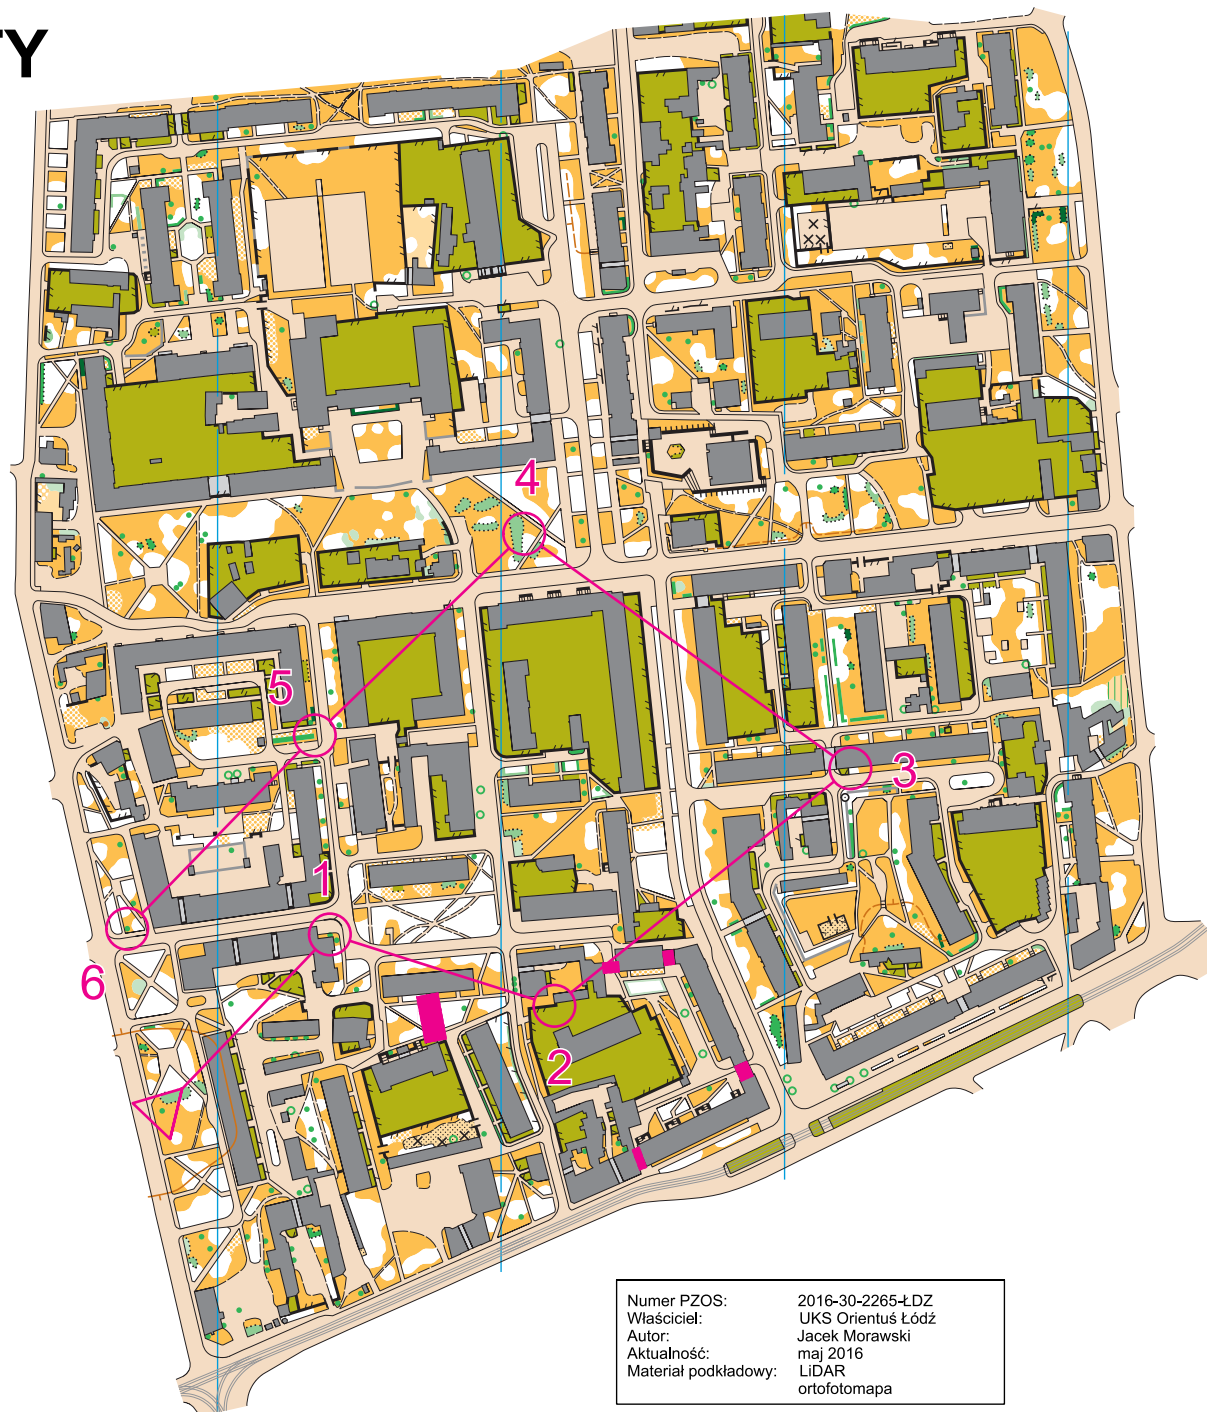 TY
4
5
3
1
6
2
Numer PZOS: 2016-30-2265-ŁDZ
Właściciel: UKS Orientuś Łódź
Autor: Jacek Morawski
Aktualność: maj 2016
Materiał podkładowy: LiDAR
ortofotomapa